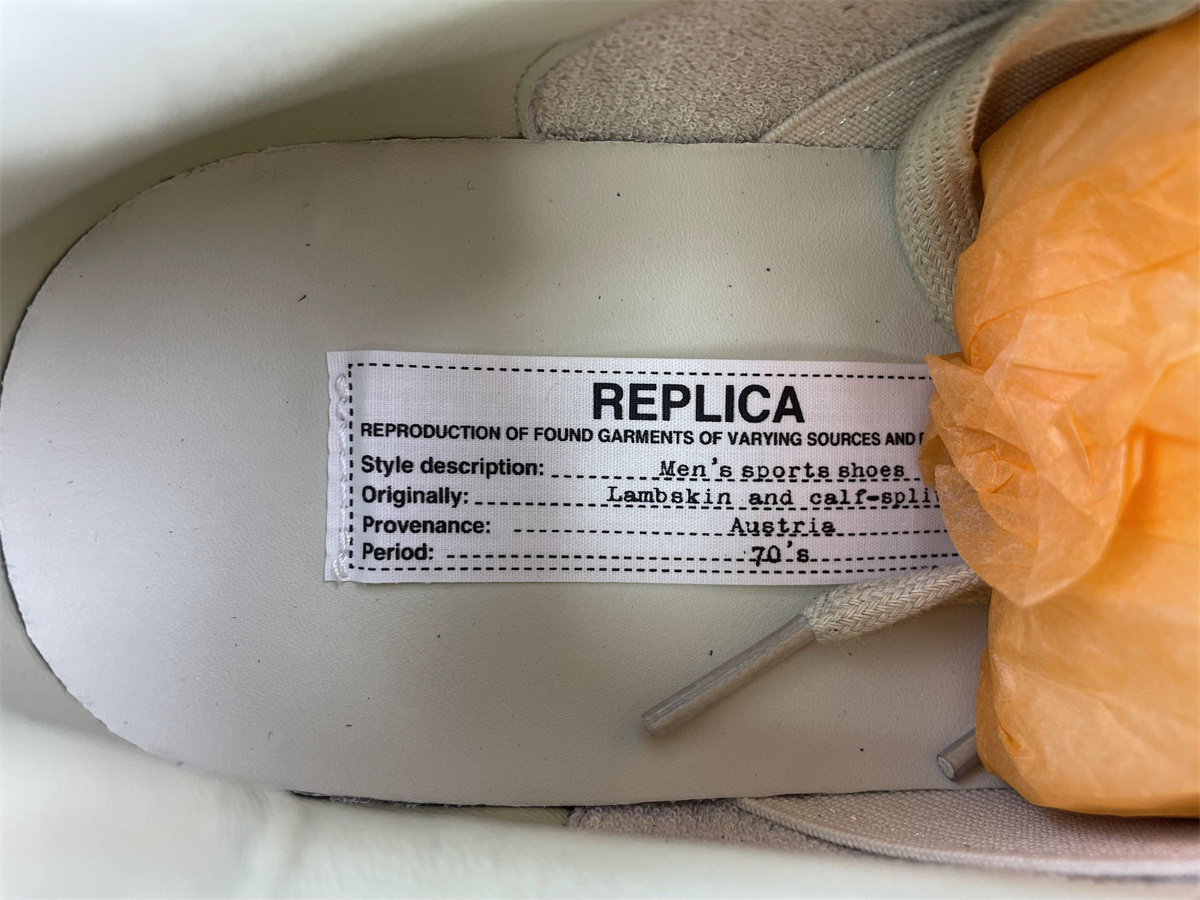 REPLICA
REPRODUCTION OF FOUND GARMENTS OF VARYING SOURCES AND
Style description: Men's sports shoes
Originally: Lambskin and calf-split
Provenance: Austria
Period: 70's